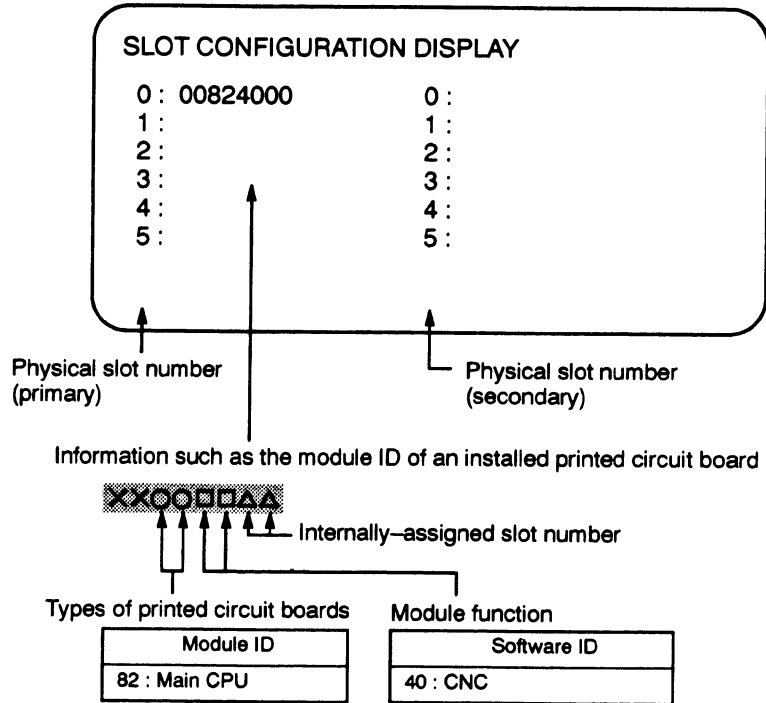 SLOT CONFIGURATION DISPLAY
0 : 00824000 0 :
1 : 1 :
2 : 2 :
3 : 3 :
4 : 4 :
5 : 5 :
Physical slot number
(primary)
Physical slot number
(secondary)
Information such as the module ID of an installed printed circuit board
XX○○□□△△
Internally–assigned slot number
Types of printed circuit boards
Module ID
82 : Main CPU
Module function
Software ID
40 : CNC